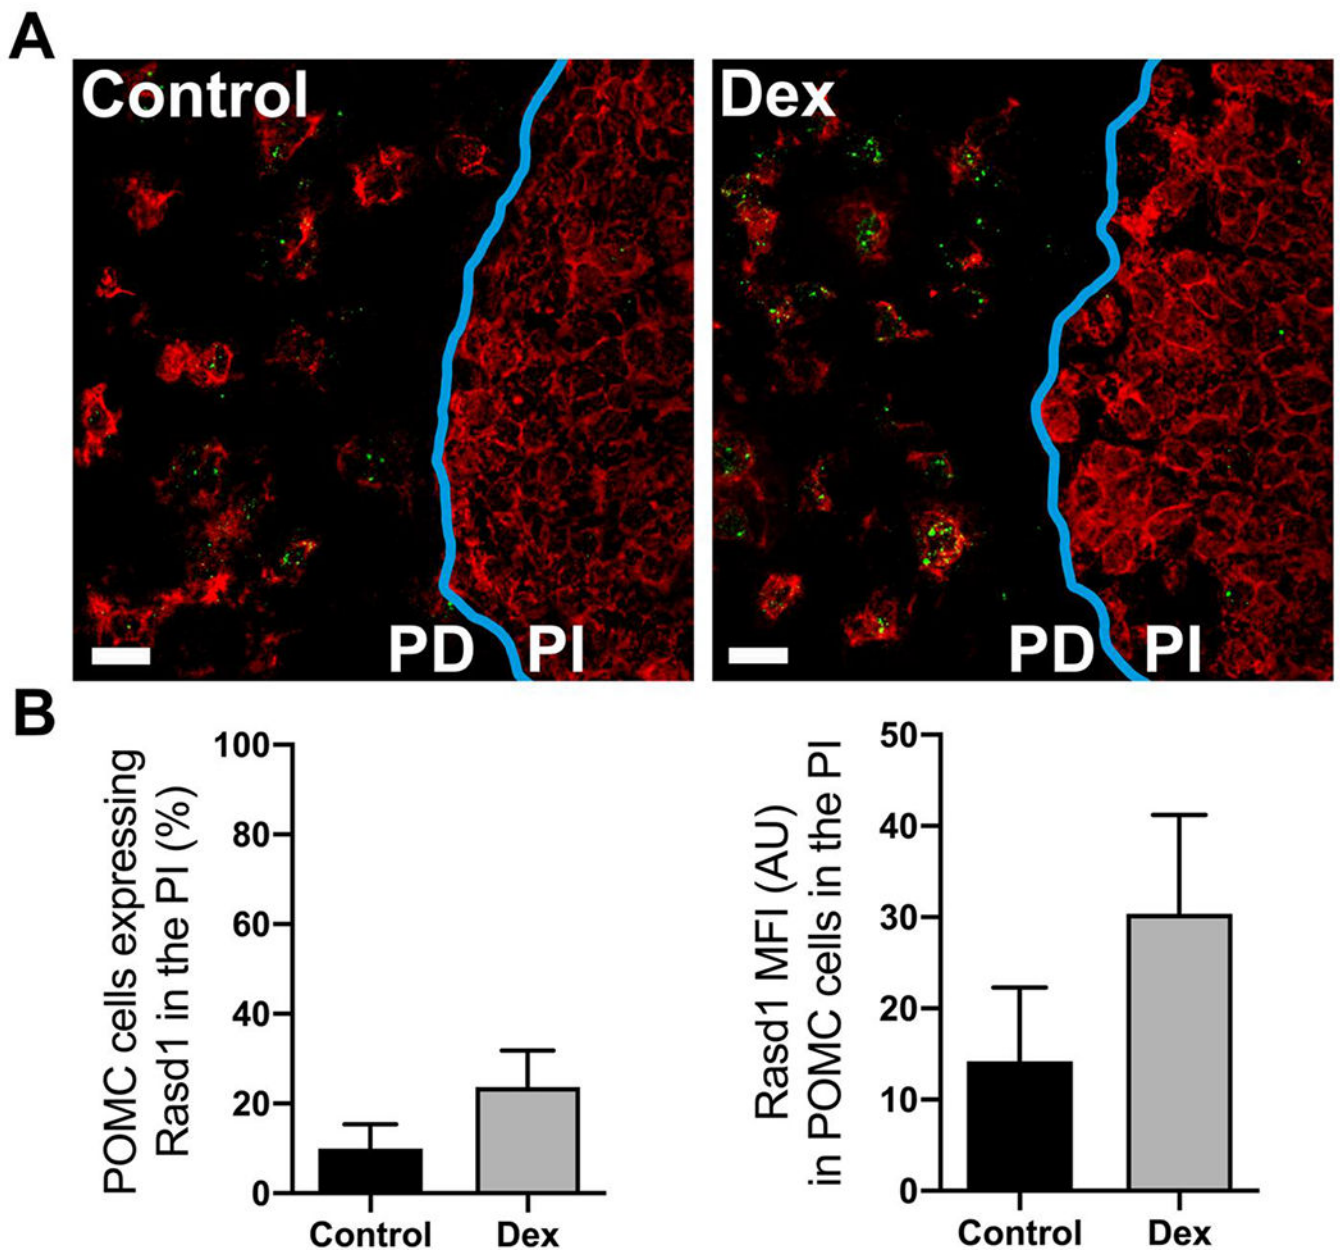 A
Control
PD
PI
Dex
PD
PI
B
POMC cells expressing
Rasd1 in the PI (%)
100
80
60
40
20
0
Control
Dex
Rasd1 MFI (AU)
in POMC cells in the PI
50
40
30
20
10
0
Control
Dex